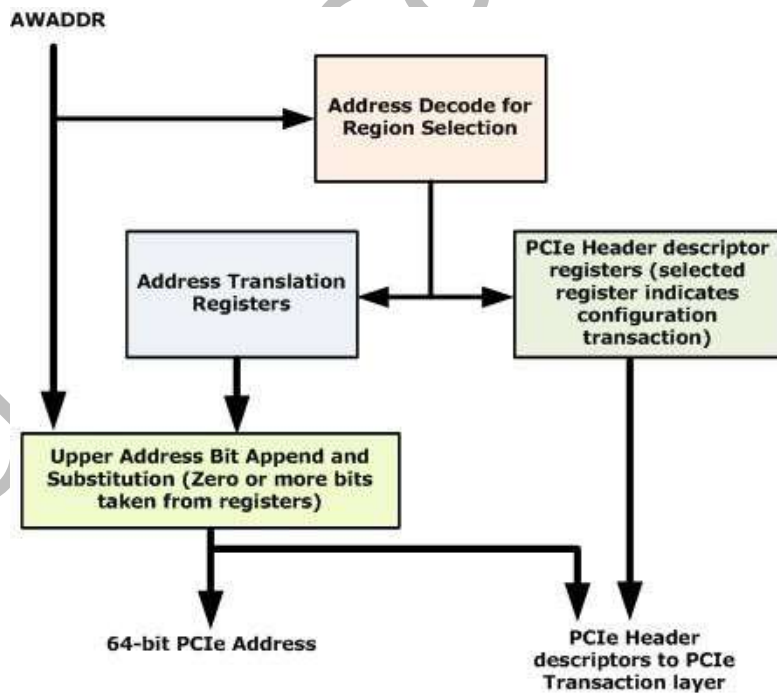 AWADDR
Address Decode for
Region Selection
Address Translation
Registers
PCIe Header descriptor
registers (selected
register indicates
configuration
transaction)
Upper Address Bit Append and
Substitution (Zero or more bits
taken from registers)
64-bit PCIe Address
PCIe Header
descriptors to PCIe
Transaction layer